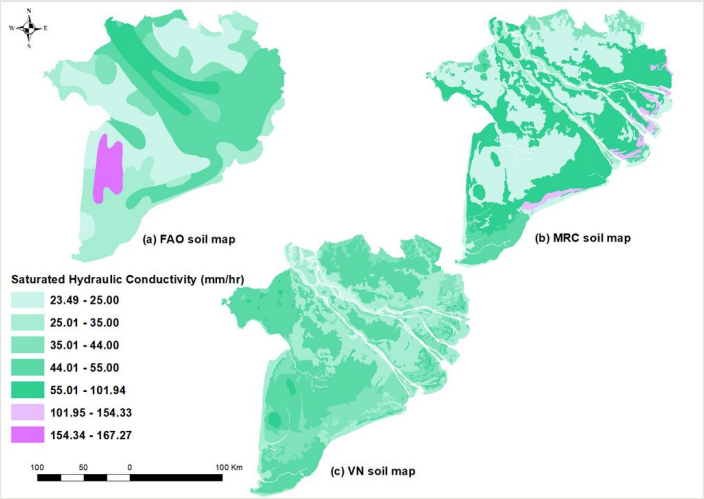 N
W E
S
(a) FAO soil map
(b) MRC soil map
Saturated Hydraulic Conductivity (mm/hr)
23.49 - 25.00
25.01 - 35.00
35.01 - 44.00
44.01 - 55.00
55.01 - 101.94
101.95 - 154.33
154.34 - 167.27
100 50 0 100 Km
(c) VN soil map